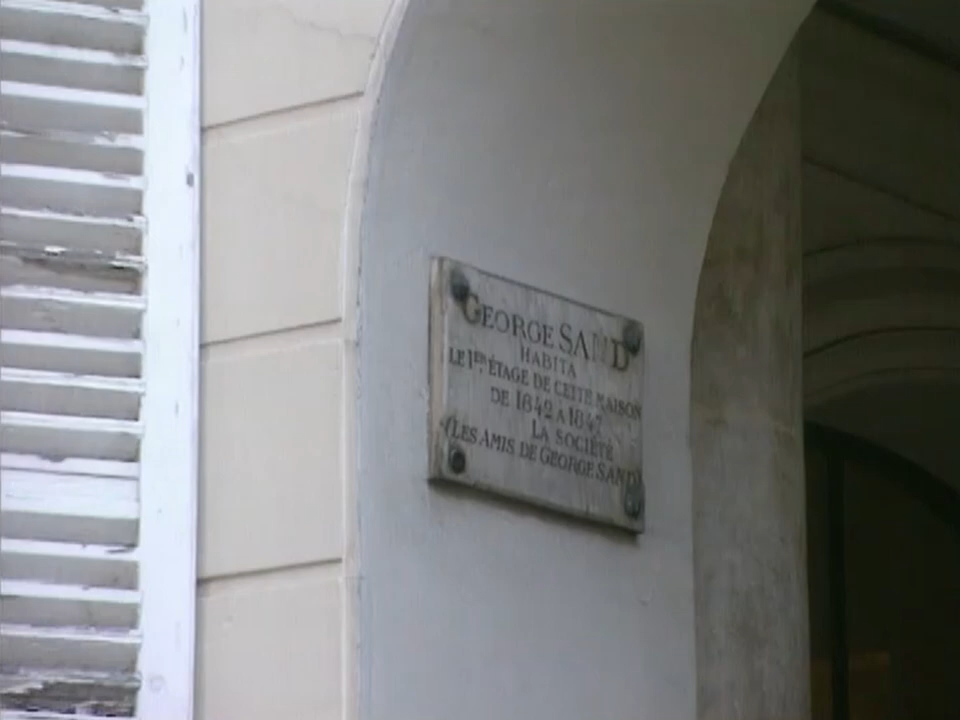 GEORGE SAND
HABITA
LE 1ER ÉTAGE DE CETTE MAISON
DE 1842 A 1847
LA SOCIÉTÉ
(LES AMIS DE GEORGE SAND)